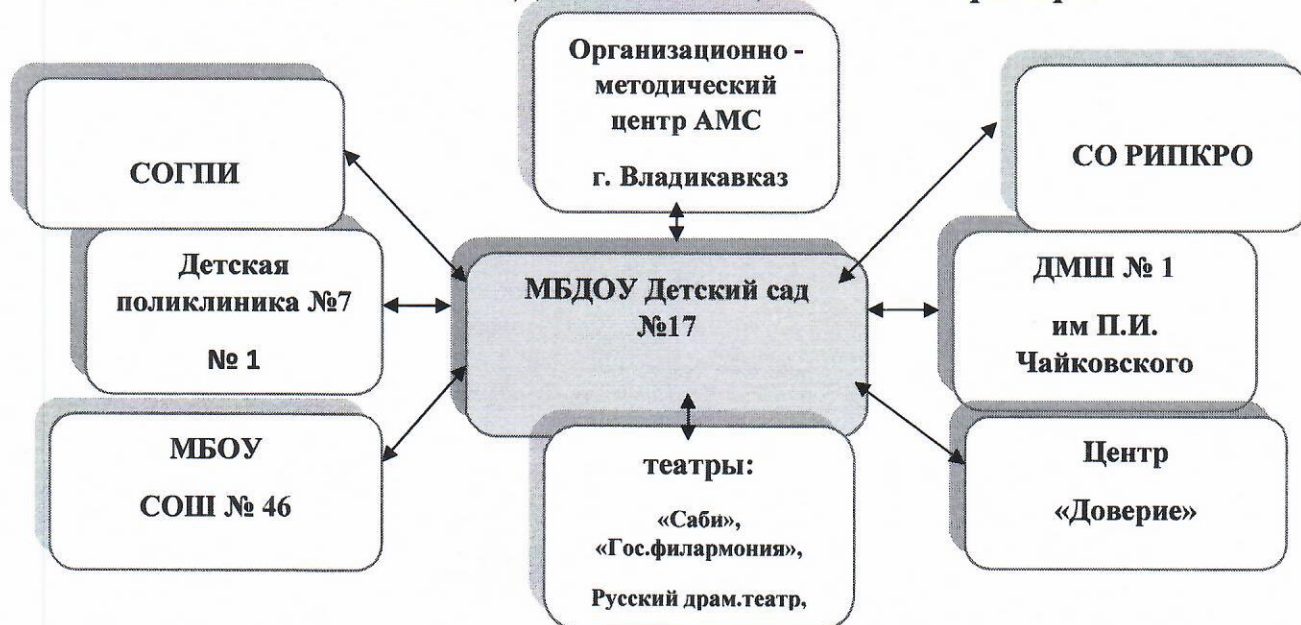 Организационно -
методический
центр АМС
г. Владикавказ
СОГПИ
СО РИПКРО
Детская
поликлиника №7
№ 1
МБДОУ Детский сад
№17
ДМШ № 1
им П.И.
Чайковского
МБОУ
СОШ № 46
театры:
«Саби»,
«Гос.филармония»,
Русский драм.театр,
Центр
«Доверие»